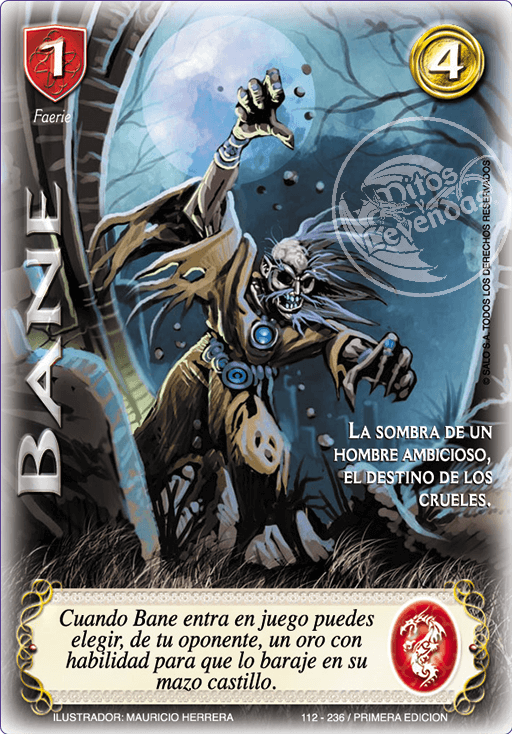 1
4
Faerie
Mitos
Leyendas
BANE
© SALO S.A. TODOS LOS DERECHOS RESERVADOS
LA SOMBRA DE UN
HOMBRE AMBICIOSO,
EL DESTINO DE LOS
CRUELES.
Cuando Bane entra en juego puedes
elegir, de tu oponente, un oro con
habilidad para que lo baraje en su
mazo castillo.
ILUSTRADOR: MAURICIO HERRERA
112 - 236 / PRIMERA EDICION